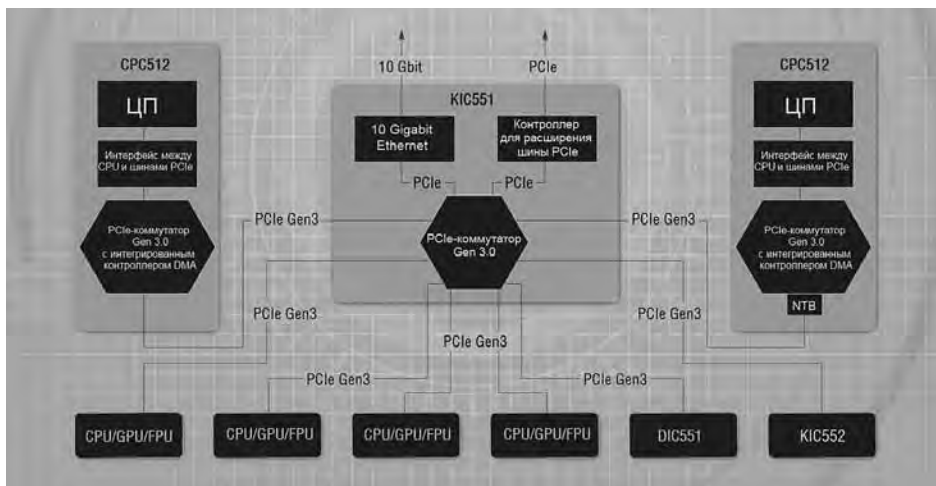 10 Gbit
PCIe
CPC512
ЦП
Интерфейс между
CPU и шинами PCIe
PCIe-коммутатор
Gen 3.0
с интегрированным
контроллером DMA
KIC551
10 Gigabit
Ethernet
Контроллер
для расширения
шины PCIe
PCIe
PCIe
PCIe-коммутатор
Gen 3.0
CPC512
ЦП
Интерфейс между
CPU и шинами PCIe
PCIe-коммутатор
Gen 3.0
с интегрированным
контроллером DMA
NTB
PCIe Gen3
PCIe Gen3
PCIe Gen3
PCIe Gen3
PCIe Gen3
PCIe Gen3
PCIe Gen3
PCIe Gen3
CPU/GPU/FPU
CPU/GPU/FPU
CPU/GPU/FPU
CPU/GPU/FPU
DIC551
KIC552